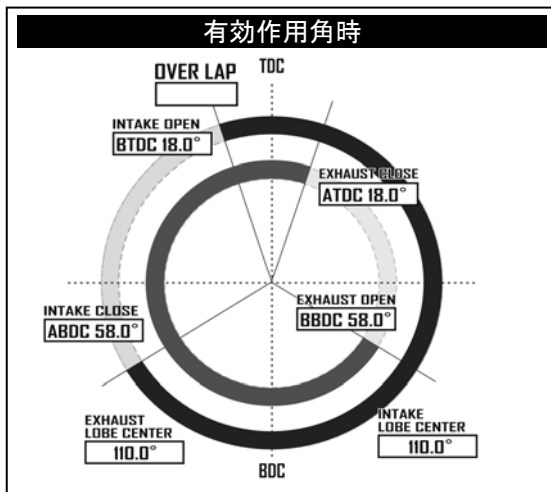 有効作用角時
OVER LAP
TDC
INTAKE OPEN
BTDC 18.0°
EXHAUST CLOSE
ATDC 18.0°
INTAKE CLOSE
ABDC 58.0°
EXHAUST OPEN
BBDC 58.0°
EXHAUST
LOBE CENTER
110.0°
INTAKE
LOBE CENTER
110.0°
BDC